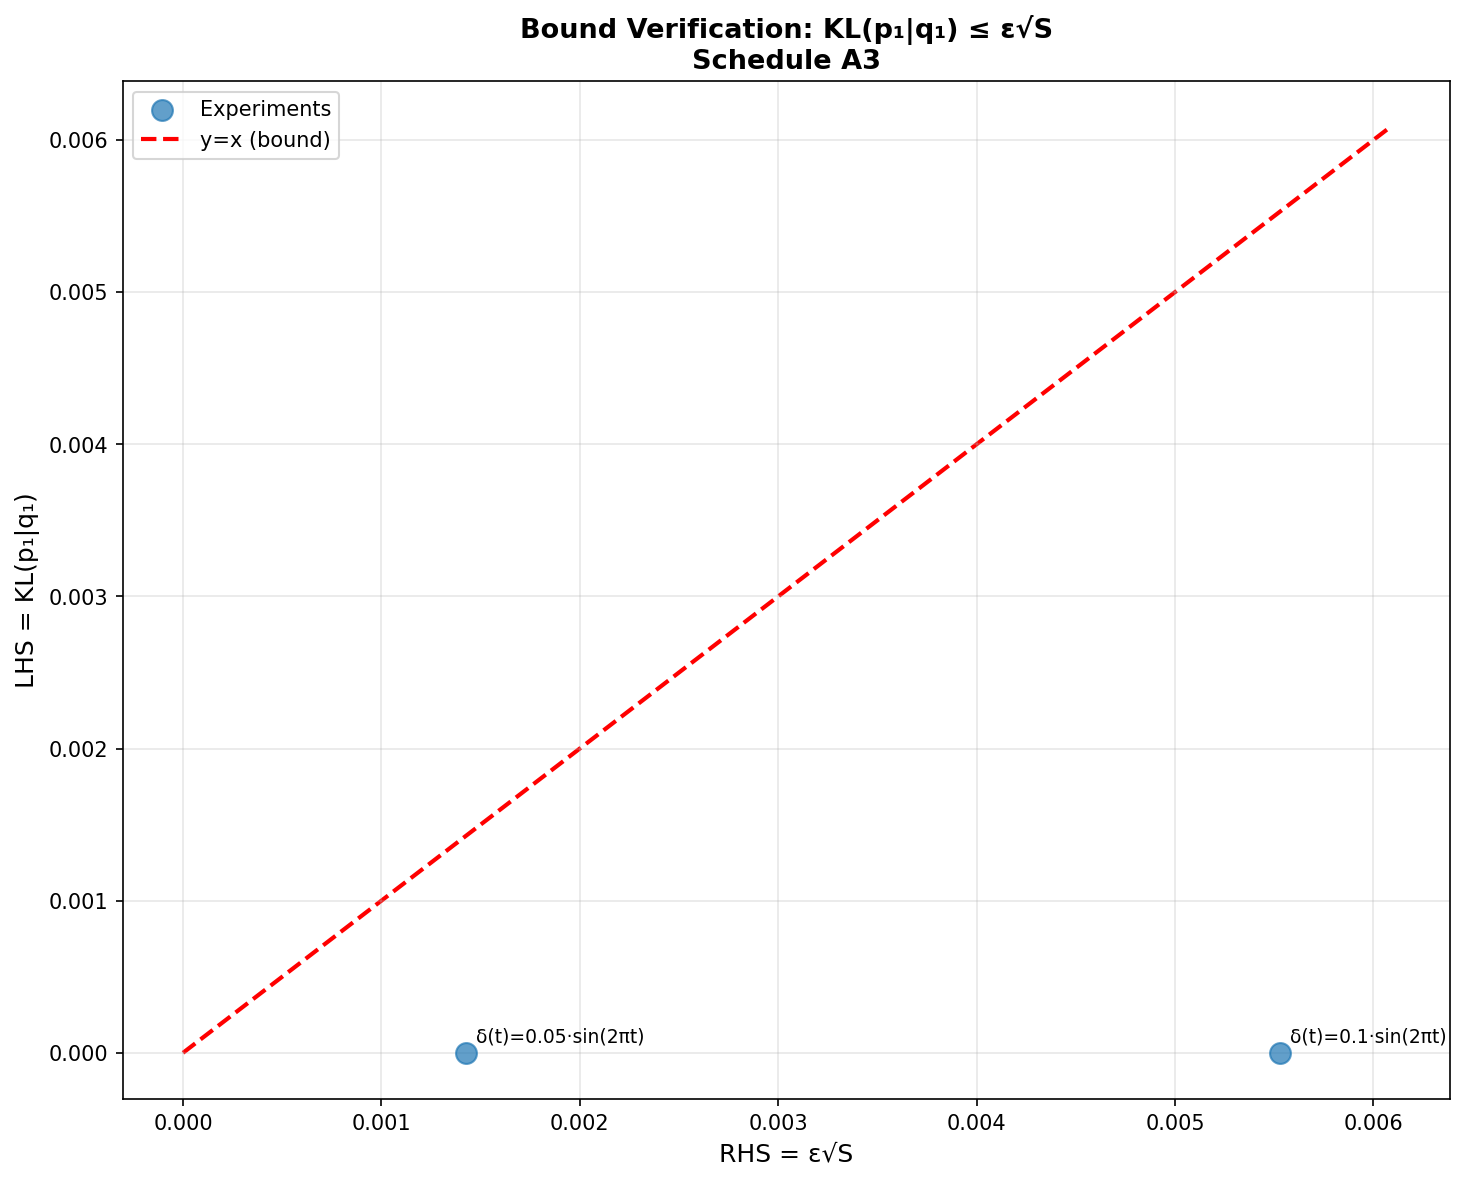 Bound Verification: KL(p₁|q₁) ≤ ε√S
Schedule A3
Experiments
y=x (bound)
0.006
0.005
0.004
0.003
0.002
0.001
0.000
LHS = KL(p₁|q₁)
δ(t)=0.05·sin(2πt)
δ(t)=0.1·sin(2πt)
0.000 0.001 0.002 0.003 0.004 0.005 0.006
RHS = ε√S